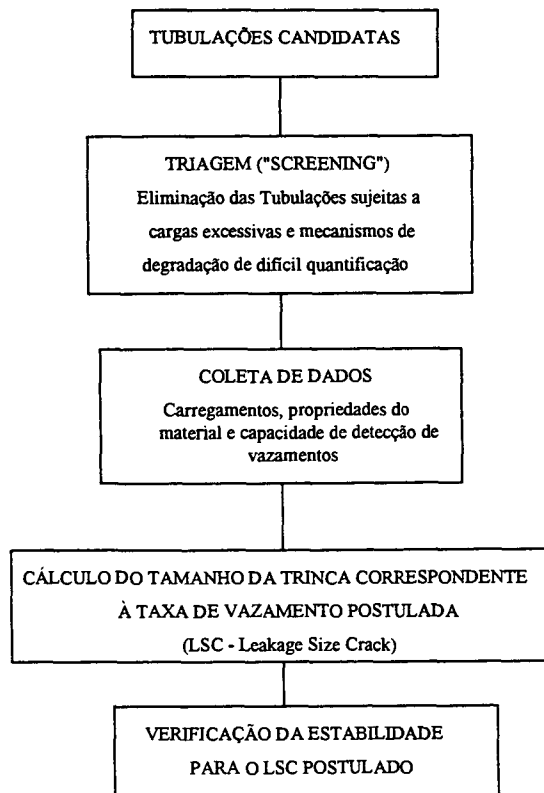 TUBULAÇÕES CANDIDATAS
TRIAGEM ("SCREENING")
Eliminação das Tubulações sujeitas a
cargas excessivas e mecanismos de
degradação de difícil quantificação
COLETA DE DADOS
Carregamentos, propriedades do
material e capacidade de detecção de
vazamentos
CÁLCULO DO TAMANHO DA TRINCA CORRESPONDENTE
À TAXA DE VAZAMENTO POSTULADA
(LSC - Leakage Size Crack)
VERIFICAÇÃO DA ESTABILIDADE
PARA O LSC POSTULADO